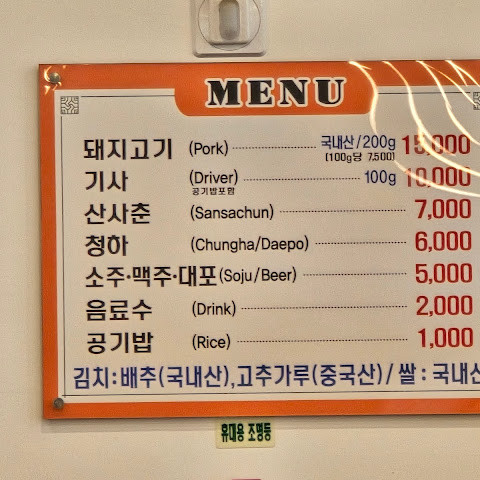 MENU
돼지고기 (Pork) 국내산/200g 15,000
(100g당 7,500)
기사 (Driver) 100g 10,000
공기밥포함
산사춘 (Sansachun) 7,000
청하 (Chungha/Daepo) 6,000
소주·맥주·대포 (Soju/Beer) 5,000
음료수 (Drink) 2,000
공기밥 (Rice) 1,000
김치:배추(국내산),고추가루(중국산)/쌀:국내산
휴대용 조명등